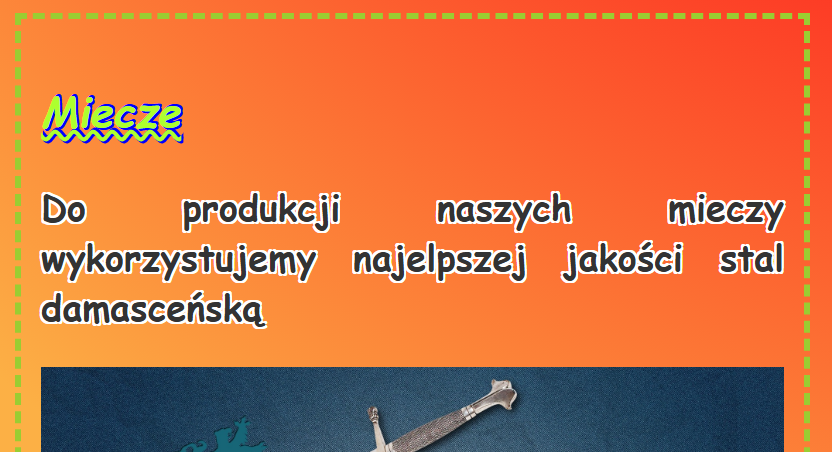 Miecze
Do produkcji naszych mieczy
wykorzystujemy najelpszej jakości stal
damasceńską